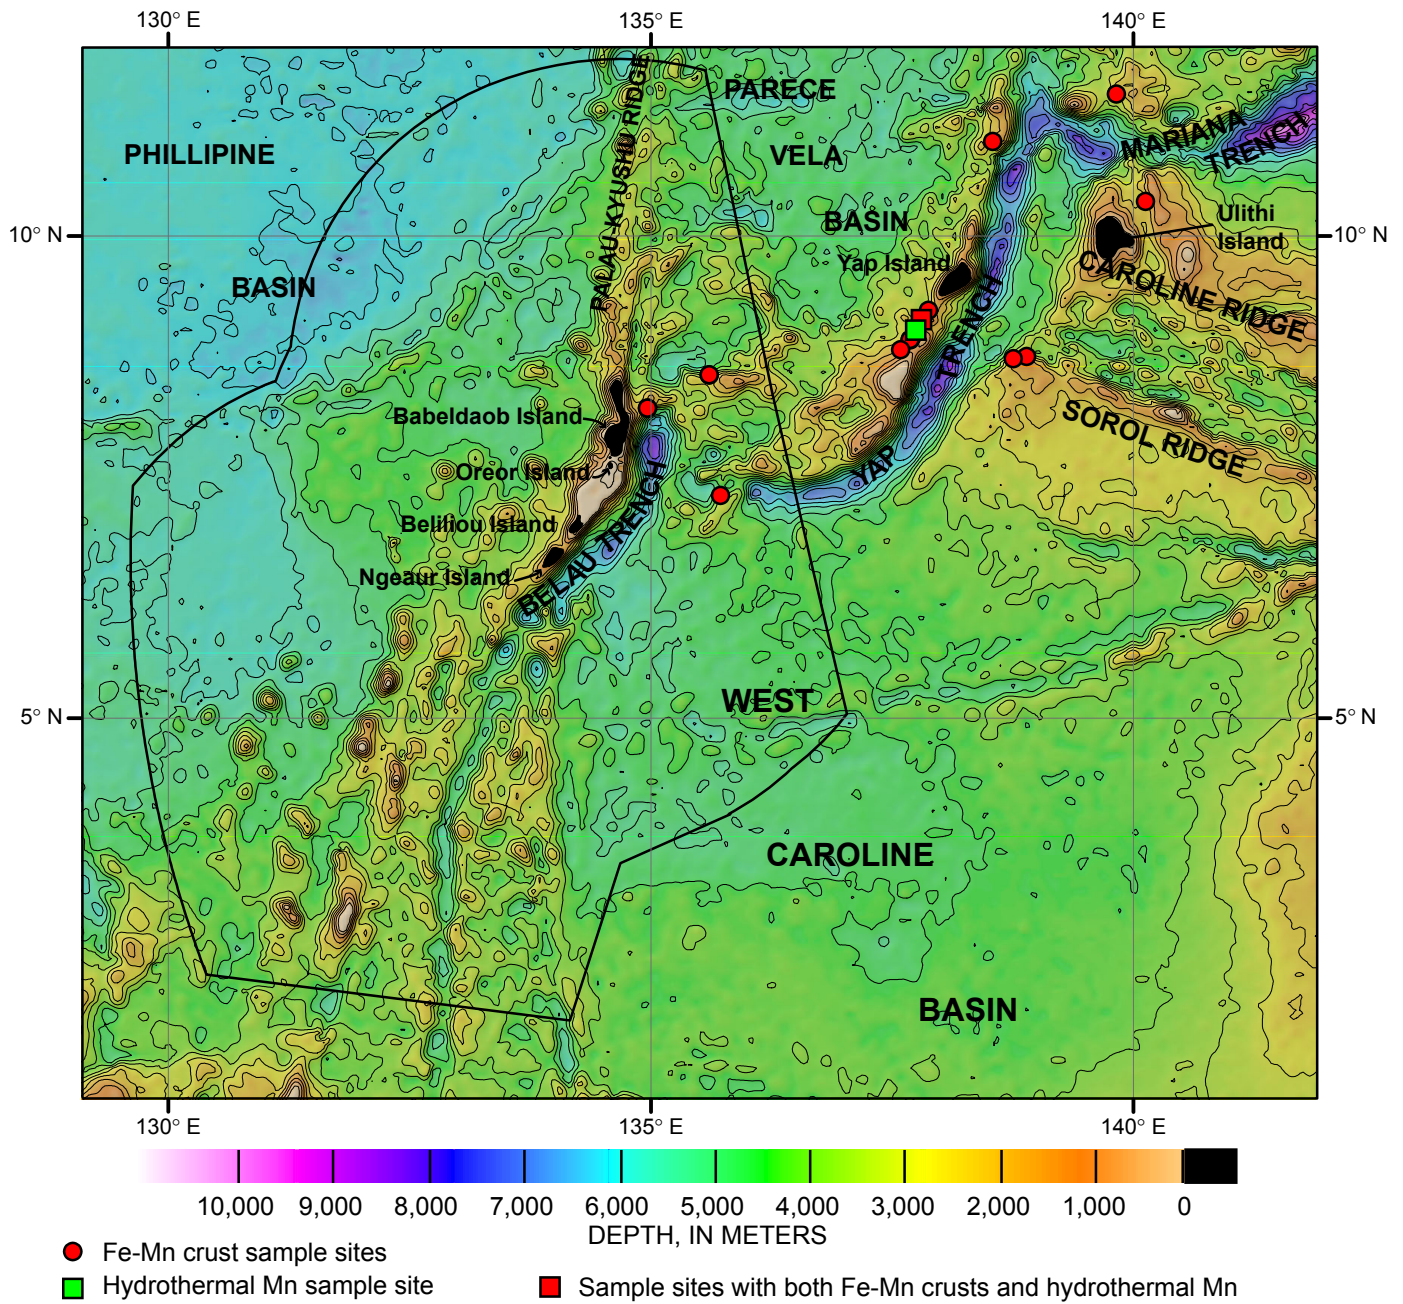 130° E
135° E
140° E
PARECE
PHILLIPINE
VELA
MARIANA
TRENCH
PALAU-KYUSHU RIDGE
10° N
BASIN
Ulithi
Island
10° N
Yap Island
BASIN
CAROLINE RIDGE
TRENCH
Babeldaob Island
SOROL RIDGE
Oreor Island
YAP
Beliliou Island
BELAU TRENCH
Ngeaur Island
5° N
WEST
5° N
CAROLINE
BASIN
130° E
135° E
140° E
10,000
9,000
8,000
7,000
6,000
5,000
4,000
3,000
2,000
1,000
0
DEPTH, IN METERS
Fe-Mn crust sample sites
Hydrothermal Mn sample site
Sample sites with both Fe-Mn crusts and hydrothermal Mn